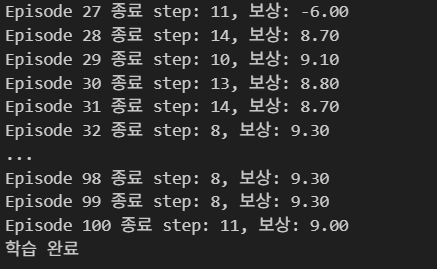 Episode 27 종료 step: 11, 보상: -6.00
Episode 28 종료 step: 14, 보상: 8.70
Episode 29 종료 step: 10, 보상: 9.10
Episode 30 종료 step: 13, 보상: 8.80
Episode 31 종료 step: 14, 보상: 8.70
Episode 32 종료 step: 8, 보상: 9.30
...
Episode 98 종료 step: 8, 보상: 9.30
Episode 99 종료 step: 8, 보상: 9.30
Episode 100 종료 step: 11, 보상: 9.00
학습 완료